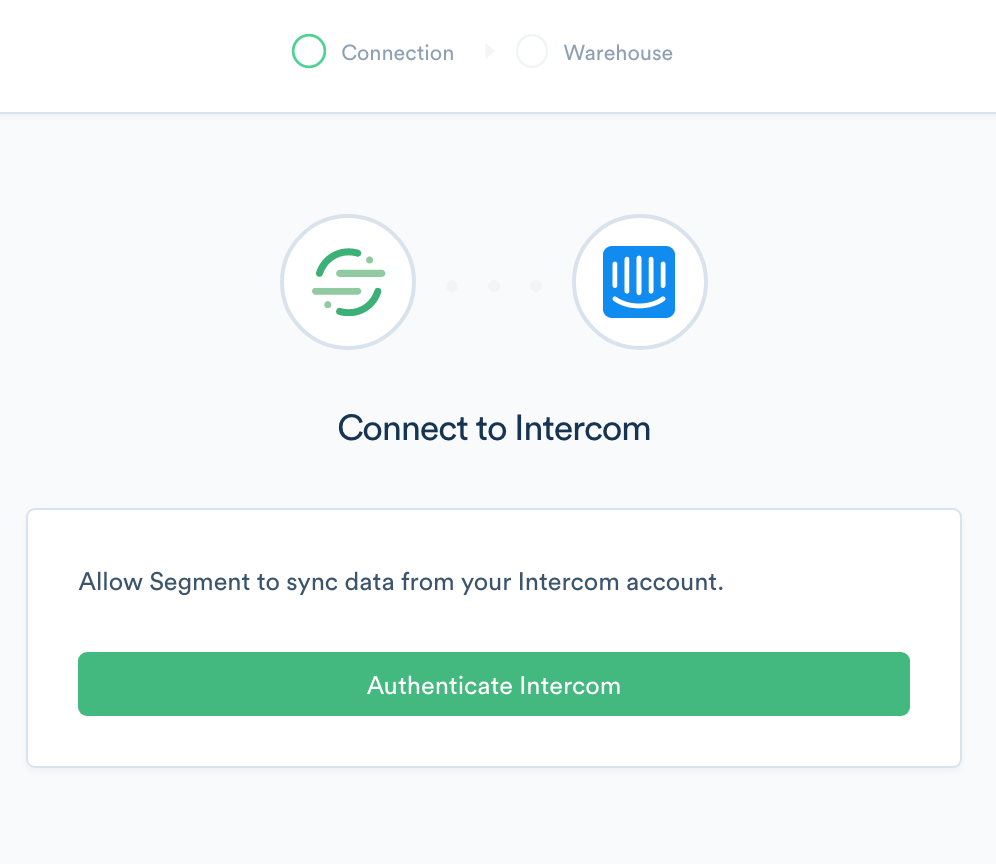 Connection
Warehouse
Connect to Intercom
Allow Segment to sync data from your Intercom account.
Authenticate Intercom